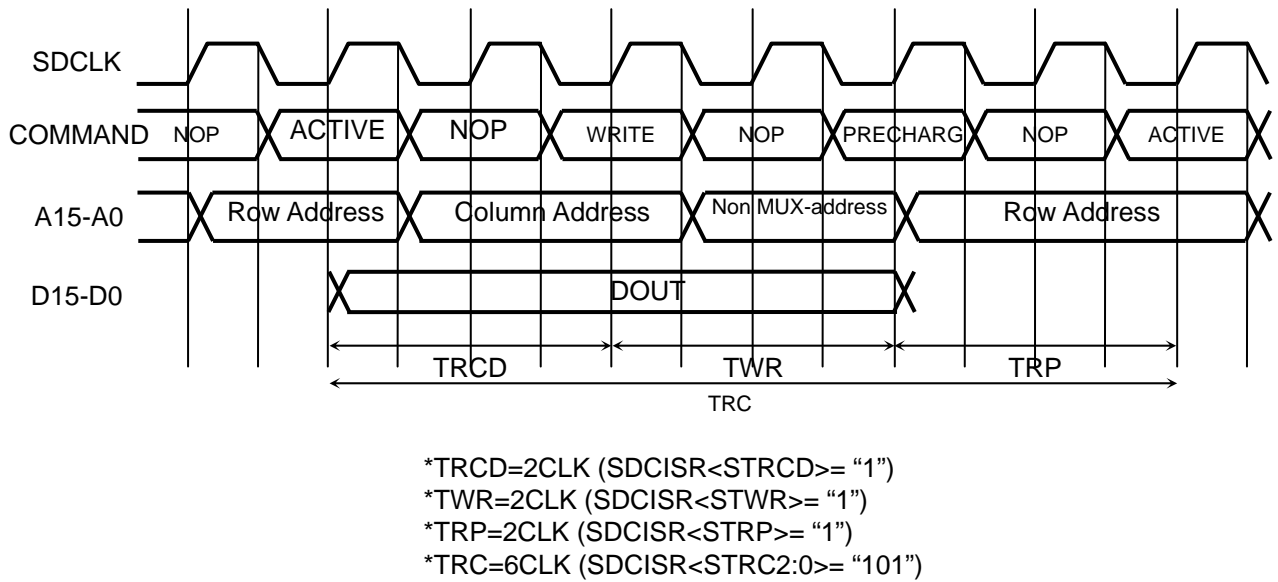 SDCLK
COMMAND NOP ACTIVE NOP WRITE NOP PRECHARG NOP ACTIVE
A15-A0 Row Address Column Address Non MUX-address Row Address
D15-D0 DOUT
TRCD TWR TRP
TRC
*TRCD=2CLK (SDCISR<STRCD>= “1”)
*TWR=2CLK (SDCISR<STWR>= “1”)
*TRP=2CLK (SDCISR<STRP>= “1”)
*TRC=6CLK (SDCISR<STRC2:0>= “101”)